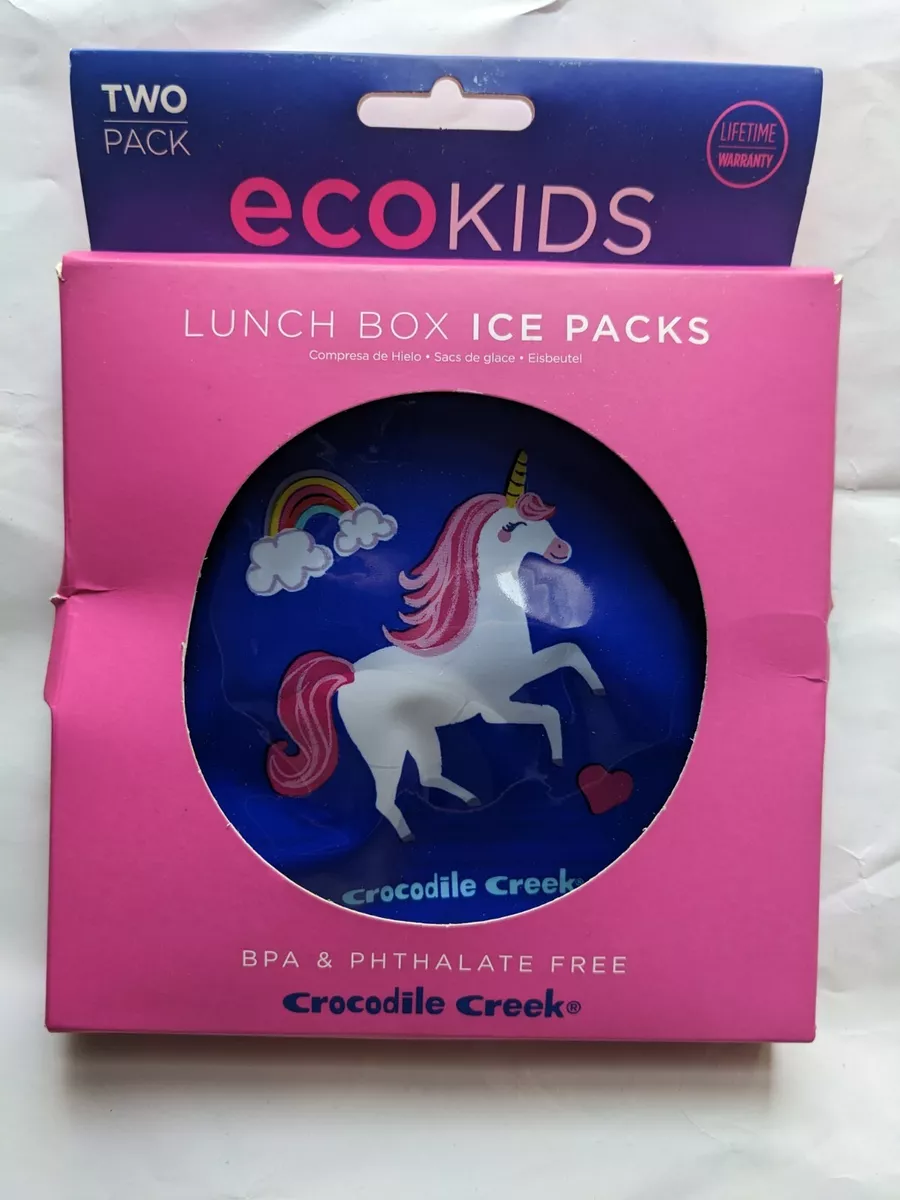 TWO
PACK
LIFETIME
WARRANTY
ecoKIDS
LUNCH BOX ICE PACKS
Compresa de Hielo • Sacs de glace • Eisbeutel
Crocodile Creek®
BPA & PHTHALATE FREE
Crocodile Creek®